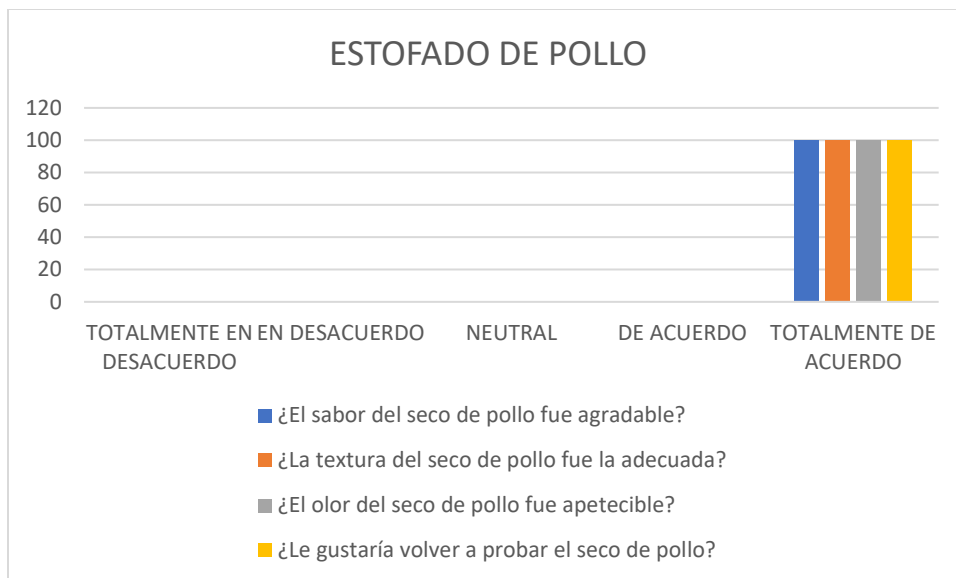 ESTOFADO DE POLLO
120
100
80
60
40
20
0
TOTALMENTE EN DESACUERDO
EN DESACUERDO
NEUTRAL
DE ACUERDO
TOTALMENTE DE ACUERDO
¿El sabor del seco de pollo fue agradable?
¿La textura del seco de pollo fue la adecuada?
¿El olor del seco de pollo fue apetecible?
¿Le gustaría volver a probar el seco de pollo?